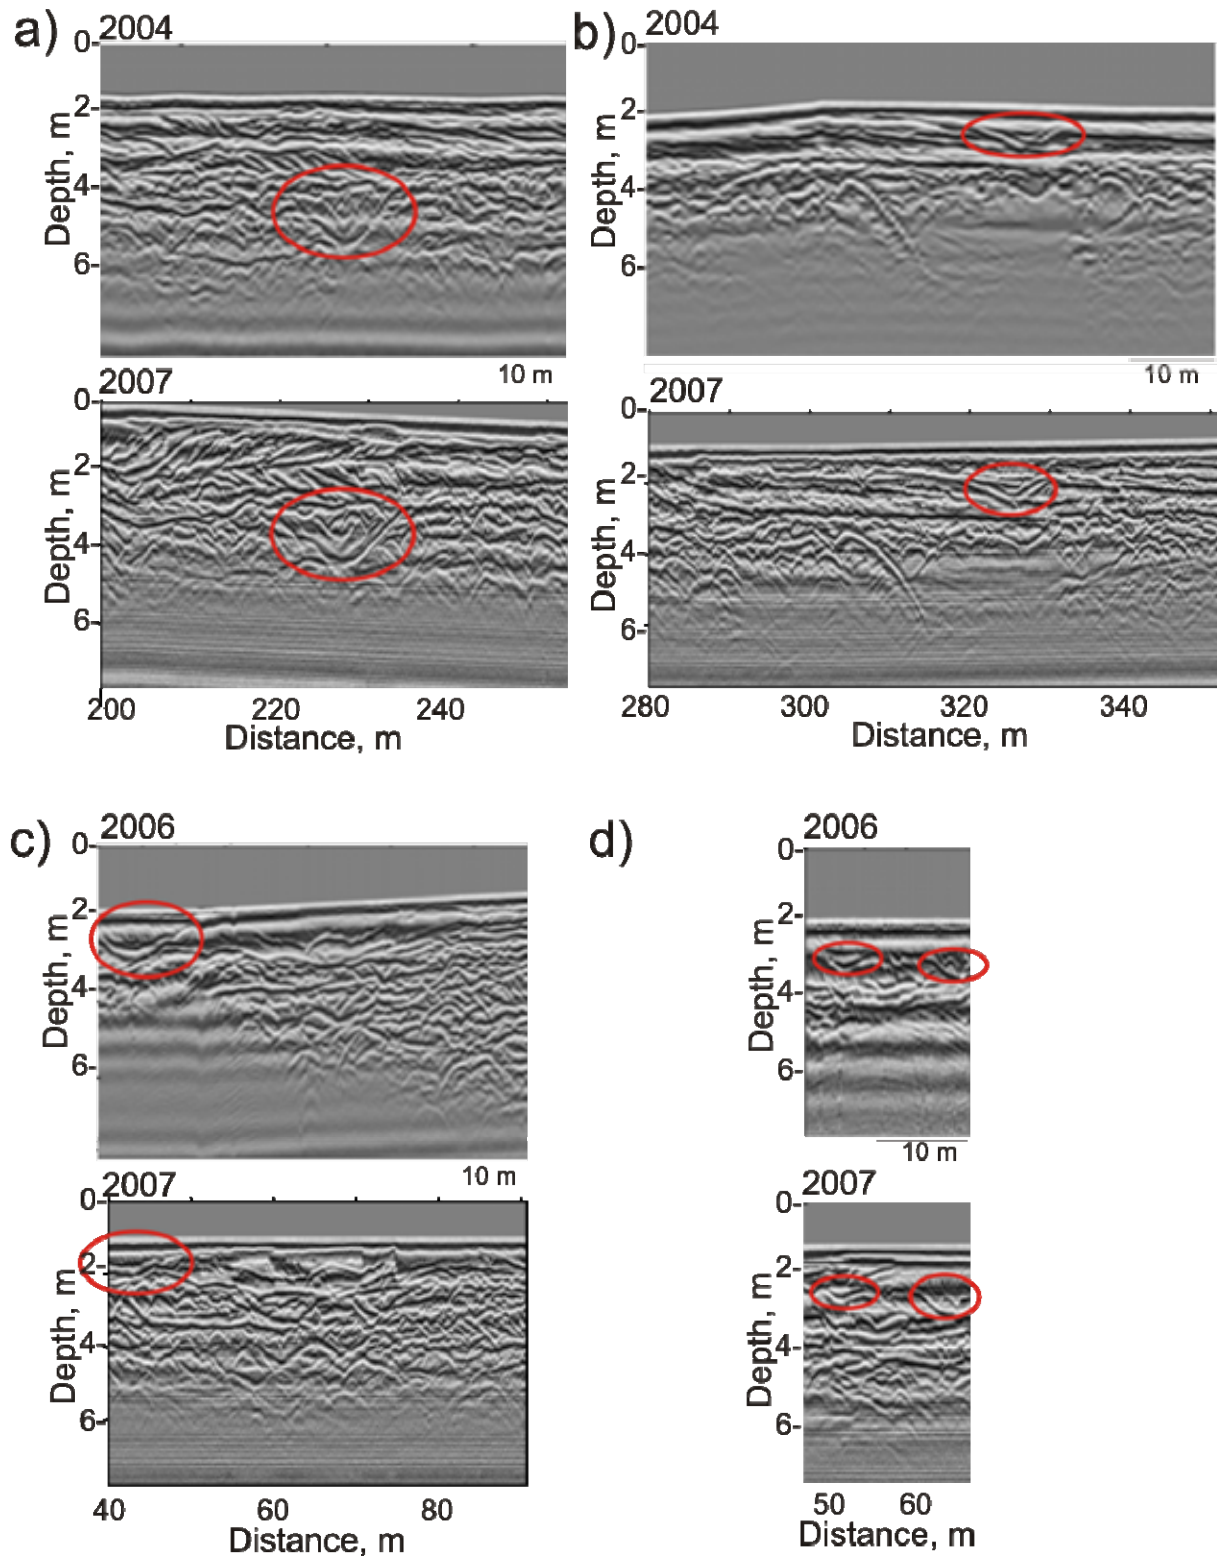 a) 2004
0-
2-
4-
6-
Depth, m
10 m
2007
0-
2-
4-
6-
Depth, m
200 220 240
Distance, m
b) 2004
0-
2-
4-
6-
Depth, m
10 m
2007
0-
2-
4-
6-
Depth, m
280 300 320 340
Distance, m
c) 2006
0-
2-
4-
6-
Depth, m
10 m
2007
0-
2-
4-
6-
Depth, m
40 60 80
Distance, m
d) 2006
0-
2-
4-
6-
Depth, m
10 m
2007
0-
2-
4-
6-
Depth, m
50 60
Distance, m